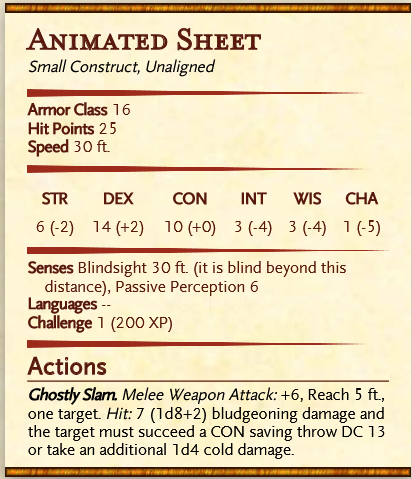 Animated Sheet
Small Construct, Unaligned
Armor Class 16
Hit Points 25
Speed 30 ft.
STR DEX CON INT WIS CHA
6 (-2) 14 (+2) 10 (+0) 3 (-4) 3 (-4) 1 (-5)
Senses Blindsight 30 ft. (it is blind beyond this
distance), Passive Perception 6
Languages --
Challenge 1 (200 XP)
Actions
Ghostly Slam. Melee Weapon Attack: +6, Reach 5 ft.,
one target. Hit: 7 (1d8+2) bludgeoning damage and
the target must succeed a CON saving throw DC 13
or take an additional 1d4 cold damage.